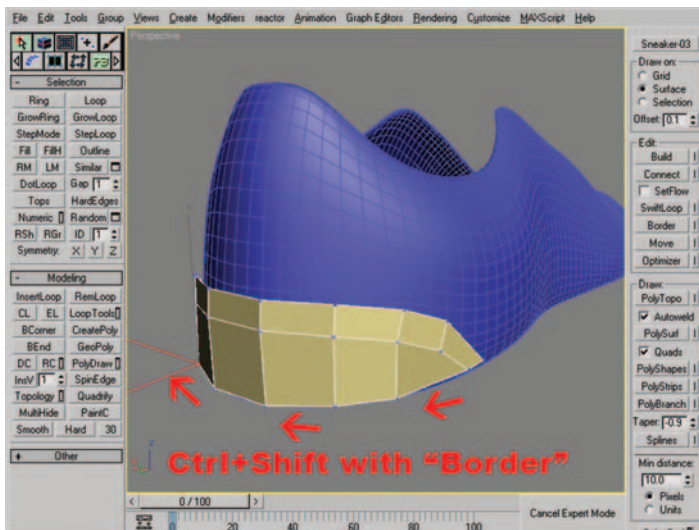 File Edit Tools Group Views Create Modifiers reactor Animation Graph Editors Rendering Customize MAXScript Help
Perspective
- Selection
Ring Loop
GrowRing GrowLoop
StepMode StepLoop
Fill FillH Outline
RM LM Similar
DotLoop Gap 1
Tops HardEdges
Numeric Random
RSh RGr ID 1
Symmetry: X Y Z
- Modeling
InsertLoop RemLoop
CL EL LoopTools
BCorner CreatePoly
BEnd GeoPoly
DC RC PolyDraw
InsV 1 SpinEdge
Topology Quadrify
MultiHide PaintC
Smooth Hard 30
+ Other
Ctrl+Shift with “Border”
z
< 0 / 100 >
0 20 40 60 80 100
Cancel Expert Mode
Sneaker-03
Draw on:
Grid
Surface
Selection
Offset: 0.1
Edit:
Build
Connect
SetFlow
SwiftLoop
Border
Move
Optimizer
Draw:
PolyTopo
Autoweld
PolySurf
Quads
PolyShapes
PolyStrips
PolyBranch
Taper: -0.9
Splines
Min distance:
10.0
Pixels
Units